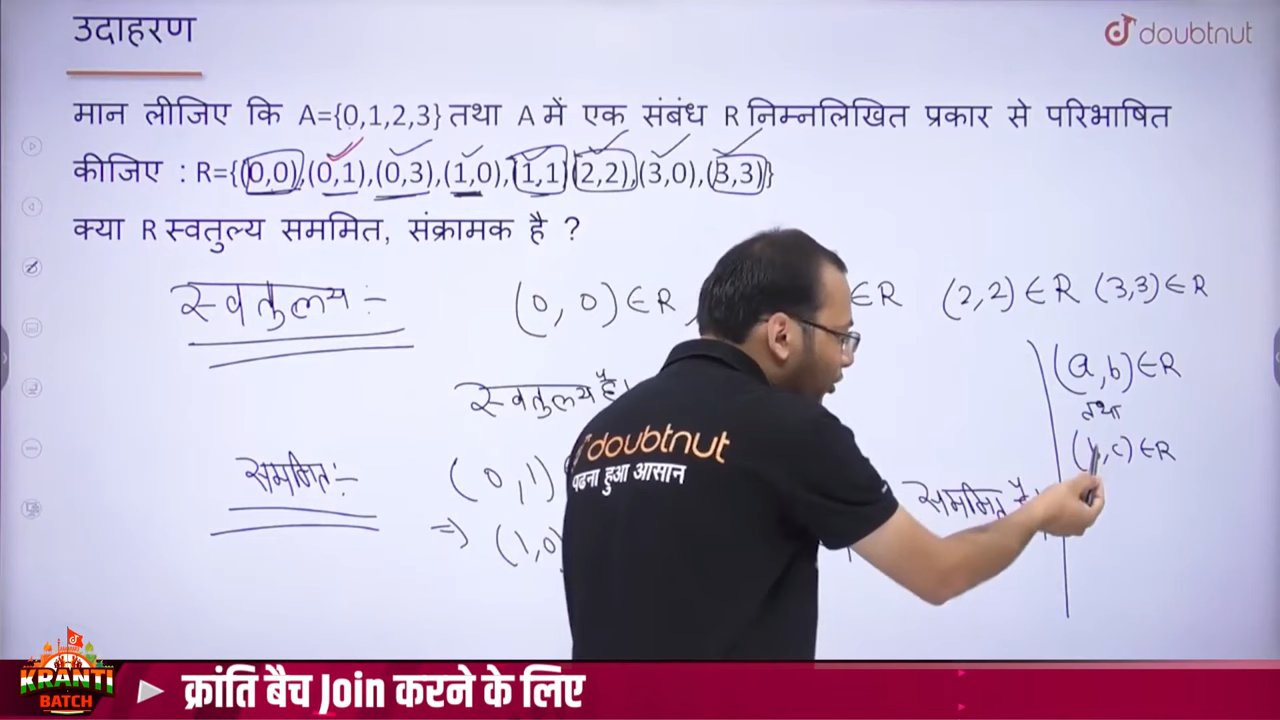 उदाहरण
doubtnut
मान लीजिए कि A={0,1,2,3} तथा A में एक संबंध R निम्नलिखित प्रकार से परिभाषित
कीजिए : R={(0,0),(0,1),(0,3),(1,0),(1,1)(2,2),(3,0),(3,3)}
क्या R स्वतुल्य सममित, संक्रामक है ?
स्वतुल्य :- (0, 0) ∈ R, ∈ R (2,2) ∈ R (3,3) ∈ R
(a,b) ∈ R
स्वतुल्य है।
तथा
( ,c) ∈ R
सममित :- (0, 1)
सममित है।
=> (1,0)
doubtnut
पढना हुआ आसान
KRANTI
BATCH
क्रांति बैच Join करने के लिए